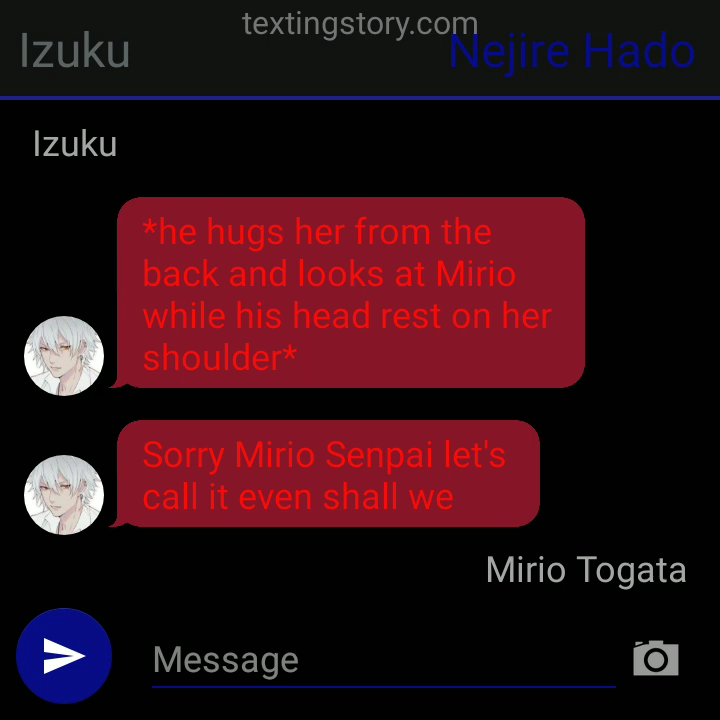 textingstory.com
Izuku
Nejire Hado
Izuku
*he hugs her from the
back and looks at Mirio
while his head rest on her
shoulder*
Sorry Mirio Senpai let's
call it even shall we
Mirio Togata
Message